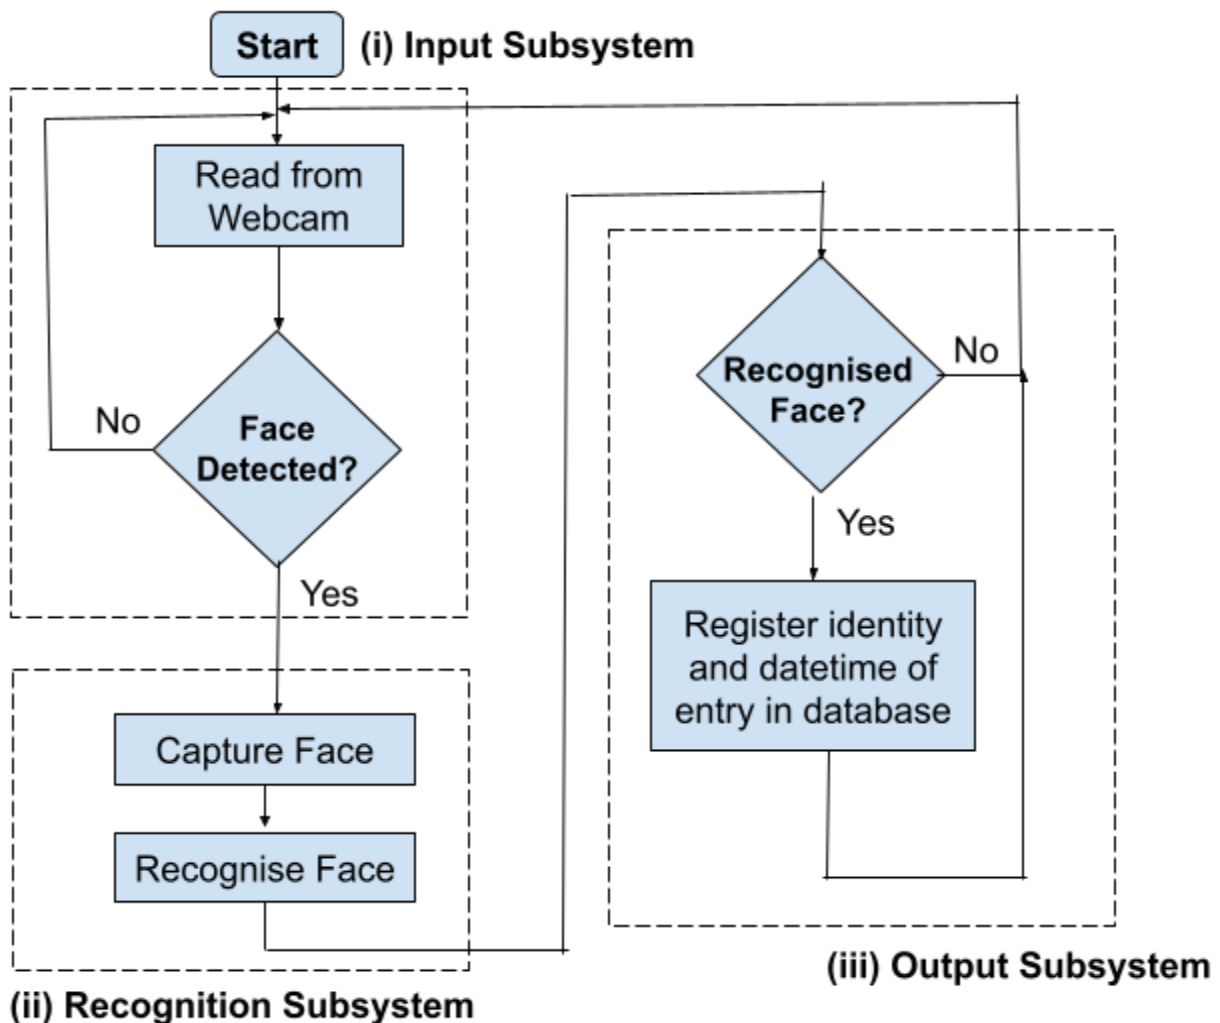 Start
(i) Input Subsystem
Read from
Webcam
Face
Detected?
No
Yes
Capture Face
Recognise Face
(ii) Recognition Subsystem
Recognised
Face?
No
Yes
Register identity
and datetime of
entry in database
(iii) Output Subsystem